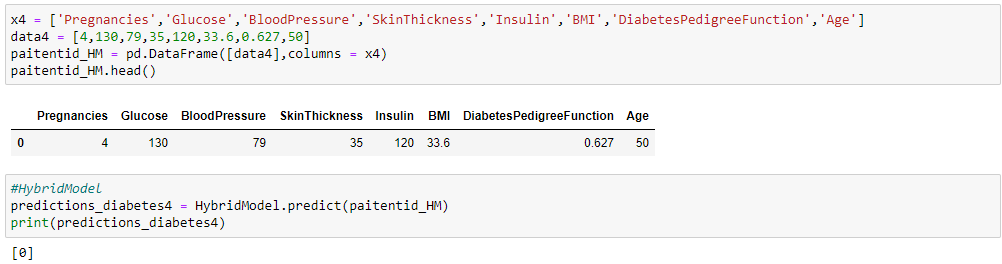 x4 = ['Pregnancies','Glucose','BloodPressure','SkinThickness','Insulin','BMI','DiabetesPedigreeFunction','Age']
data4 = [4,130,79,35,120,33.6,0.627,50]
paitentid_HM = pd.DataFrame([data4],columns = x4)
paitentid_HM.head()
Pregnancies Glucose BloodPressure SkinThickness Insulin BMI DiabetesPedigreeFunction Age
0 4 130 79 35 120 33.6 0.627 50
#HybridModel
predictions_diabetes4 = HybridModel.predict(paitentid_HM)
print(predictions_diabetes4)
[0]